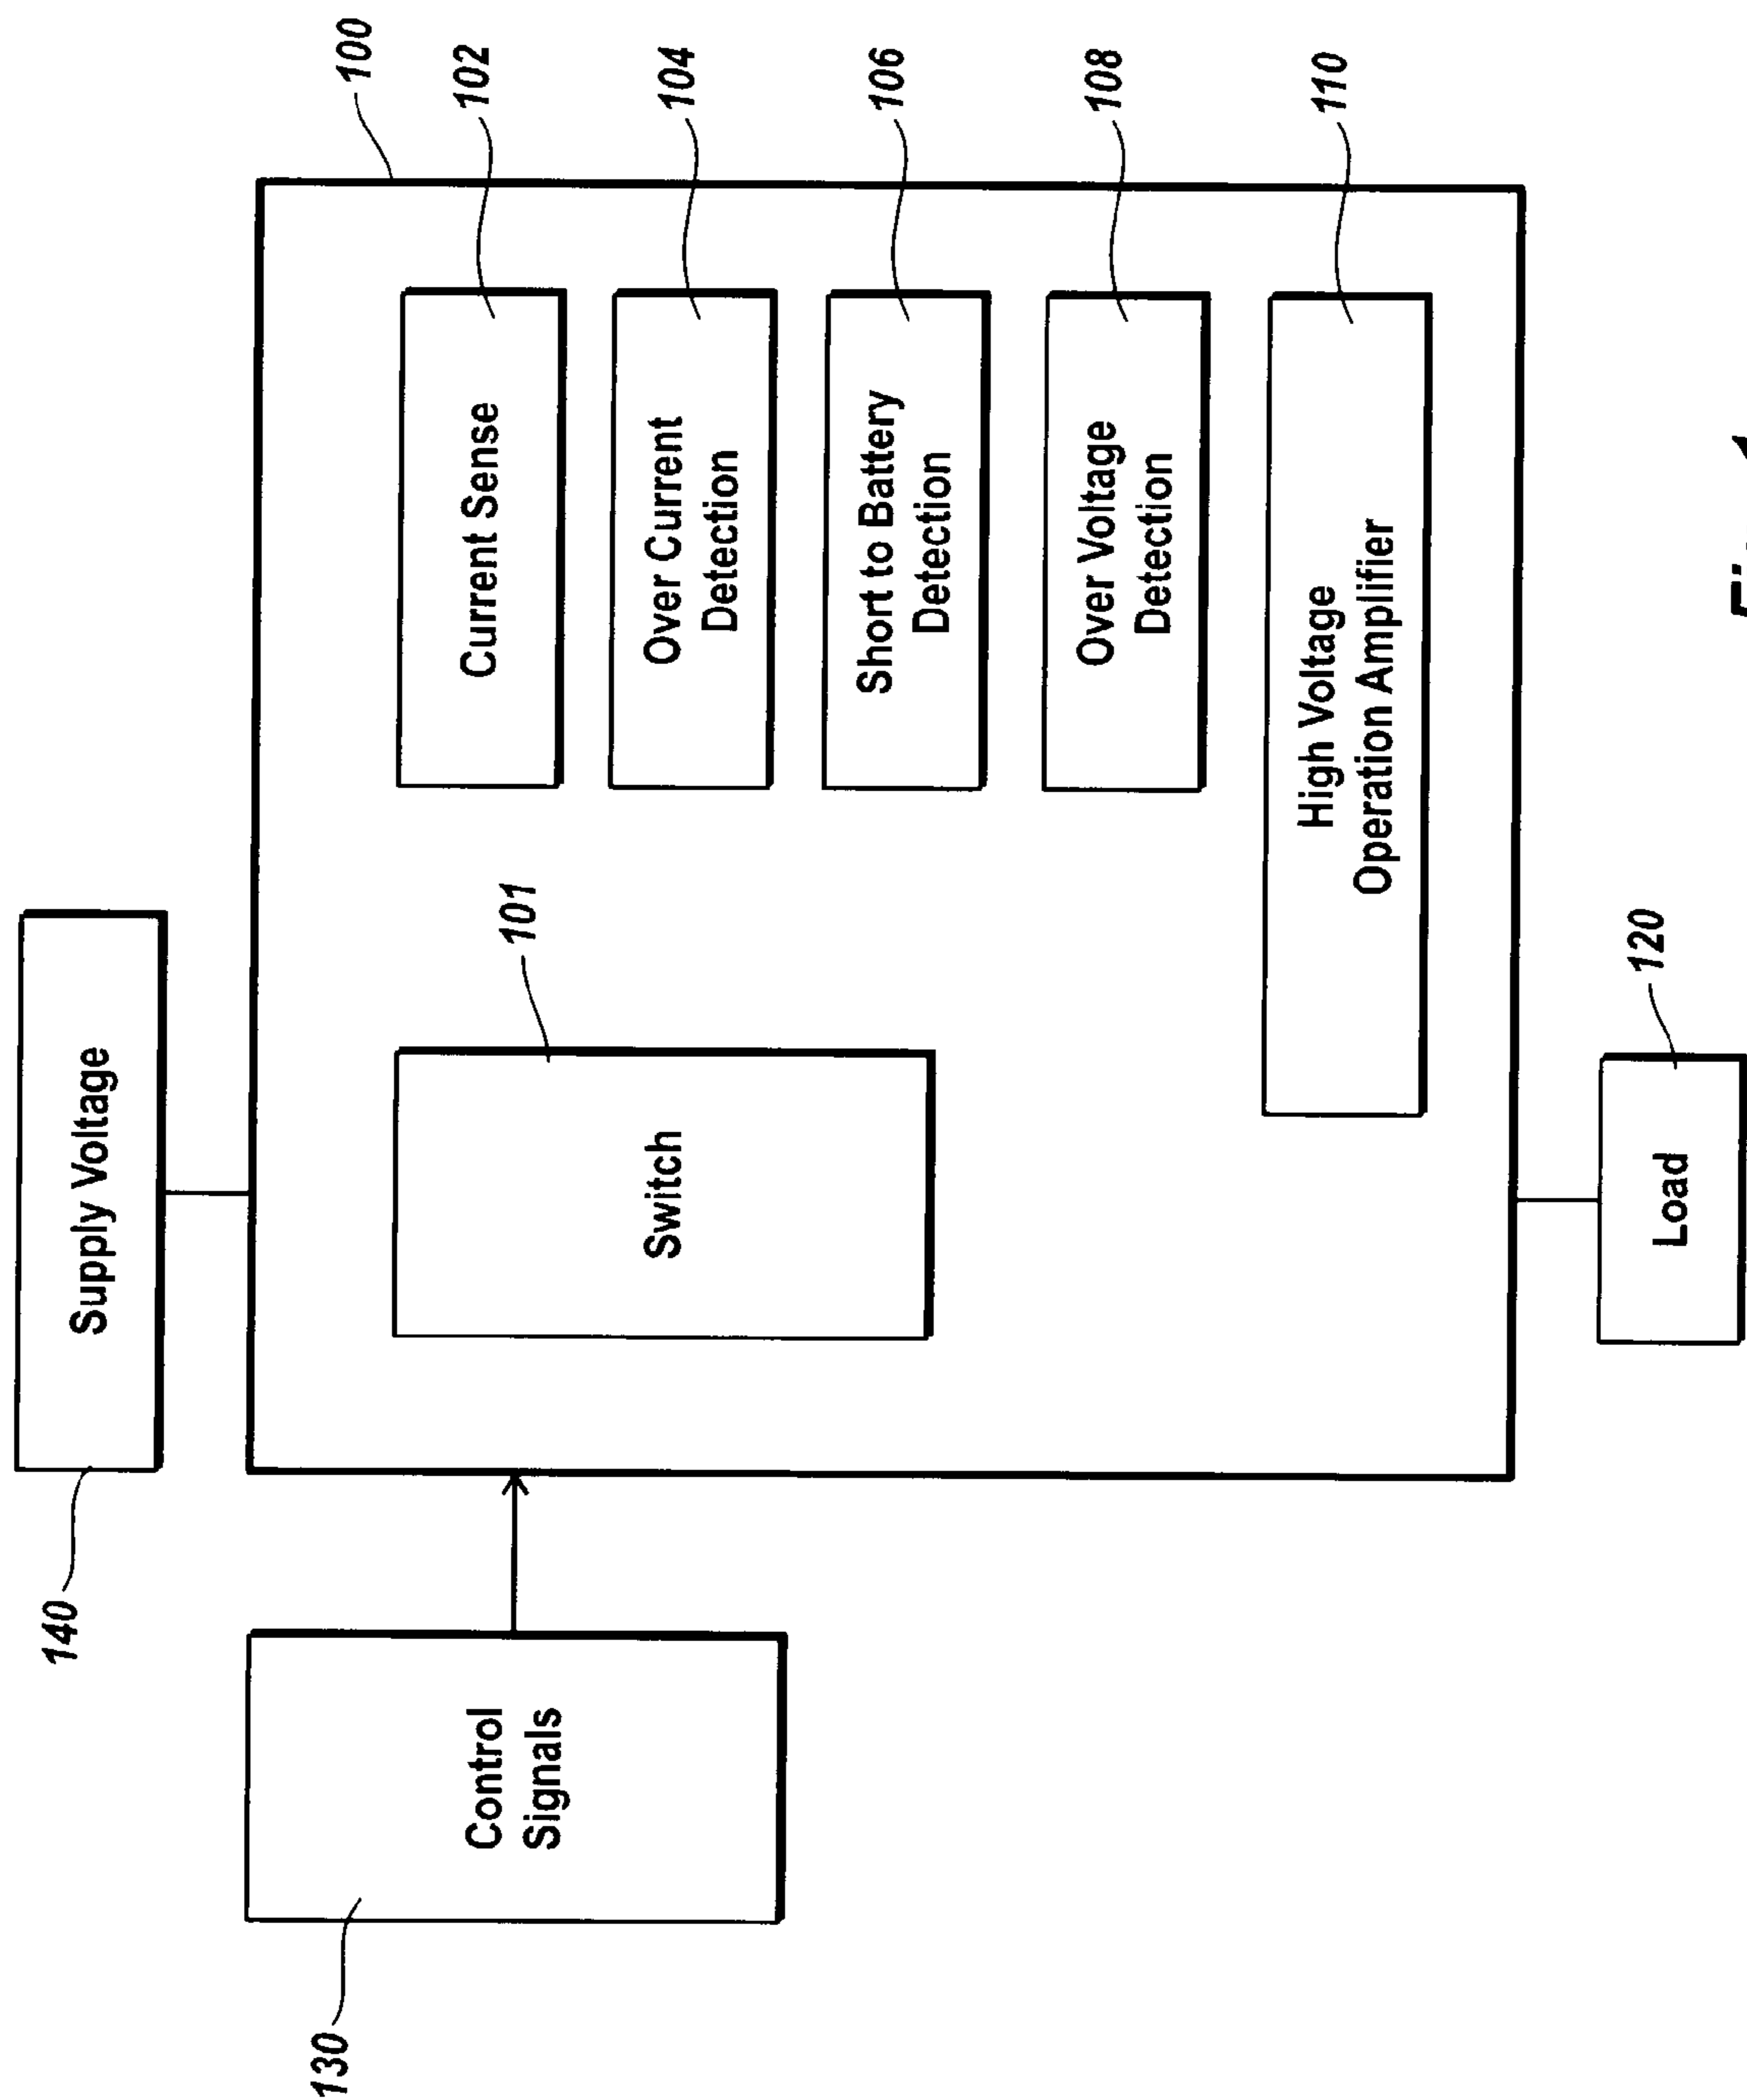 Supply Voltage
140
100
Control
Signals
130
Switch
101
Current Sense
102
Over Current
Detection
104
Short to Battery
Detection
106
Over Voltage
Detection
108
High Voltage
Operation Amplifier
110
Load
120